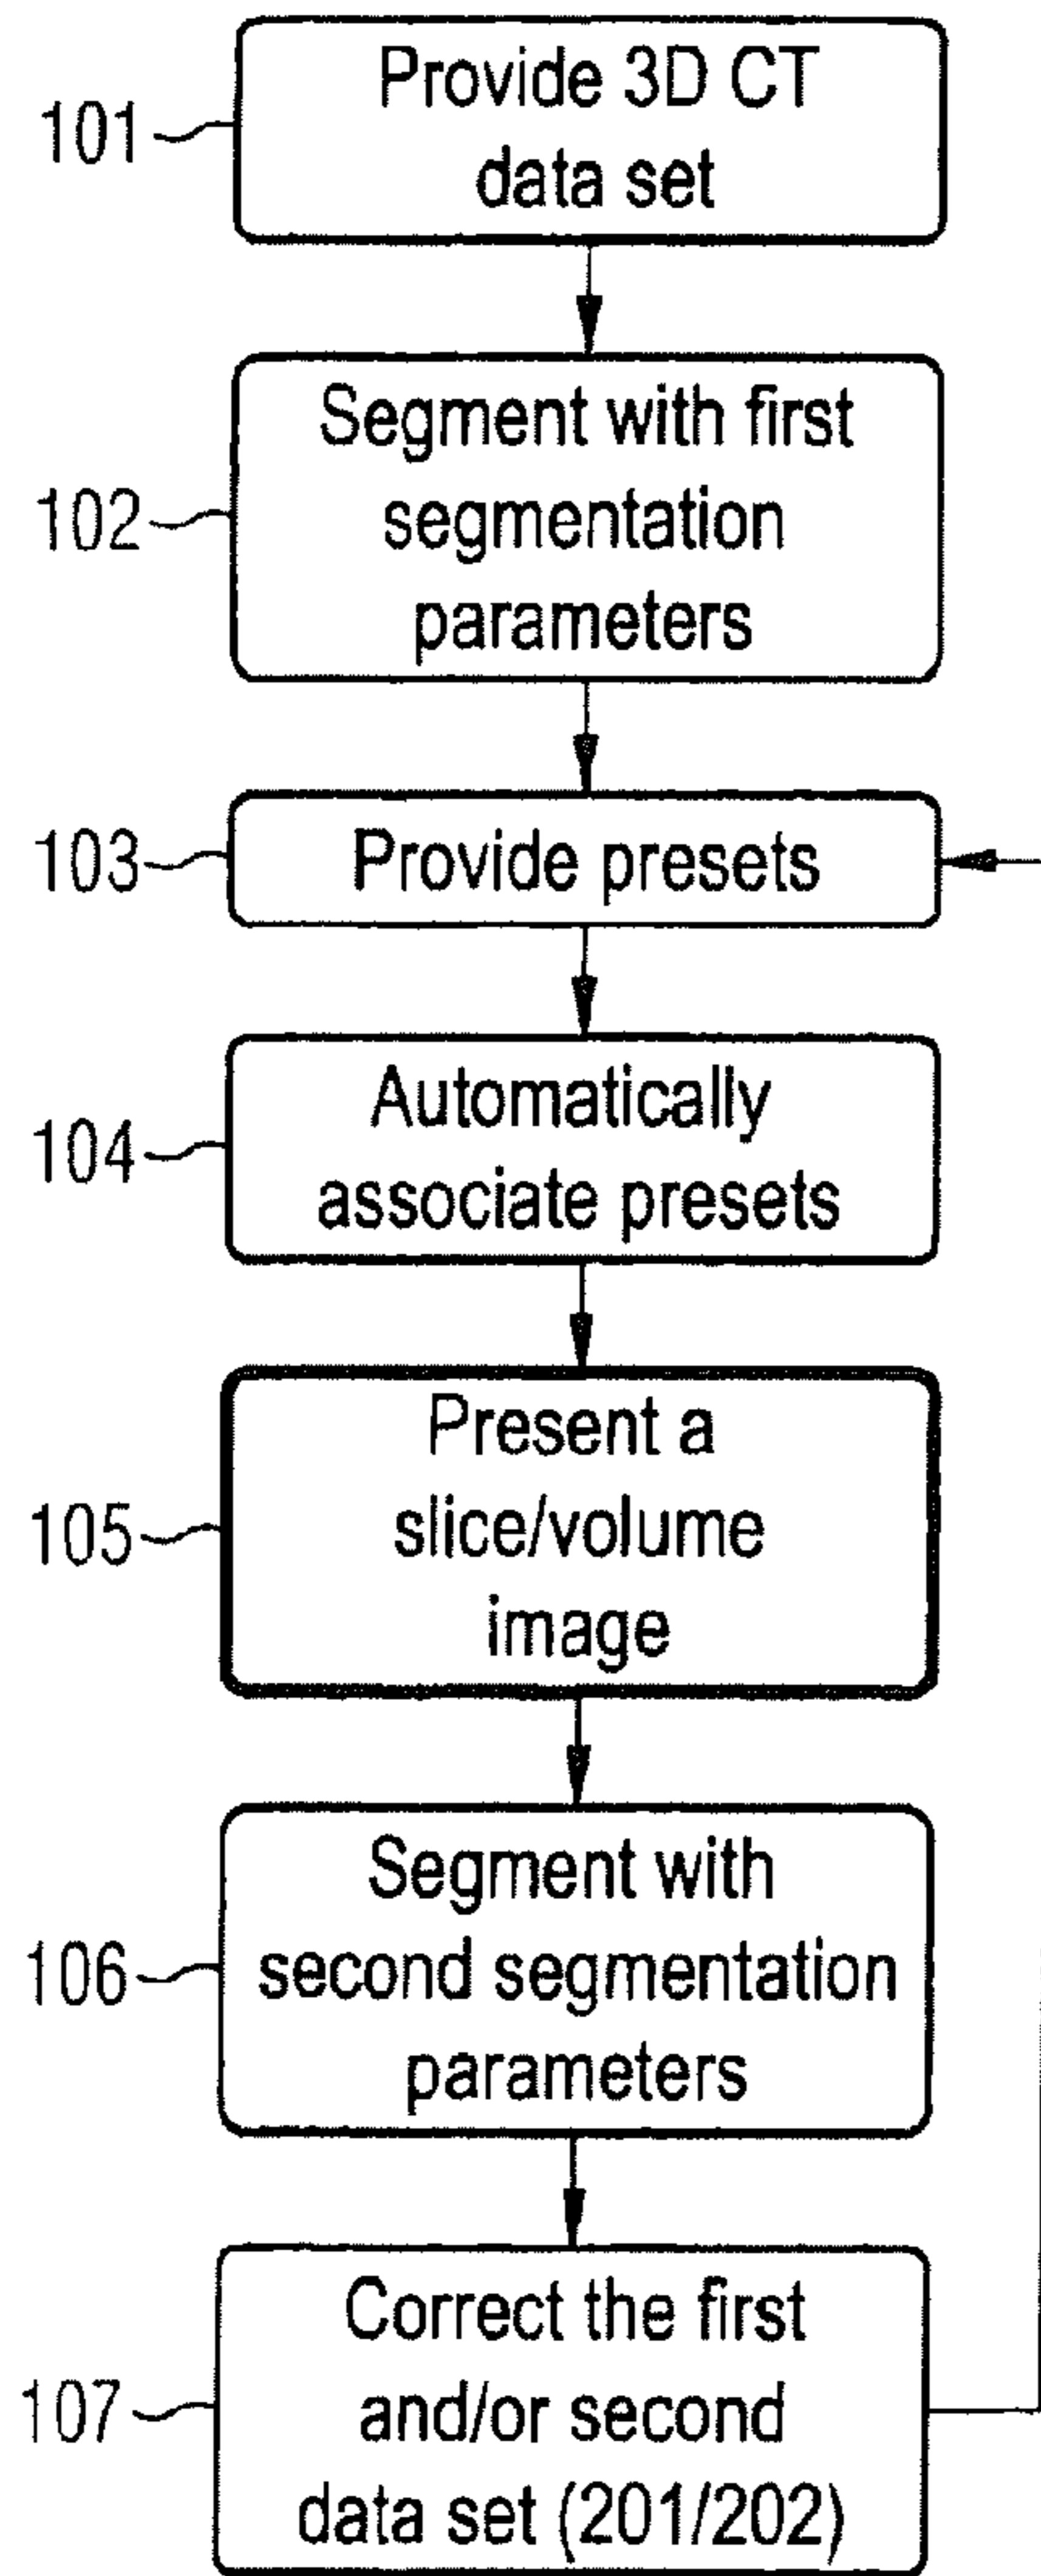 Provide 3D CT
data set
101
Segment with first
segmentation
parameters
102
Provide presets
103
Automatically
associate presets
104
Present a
slice/volume
image
105
Segment with
second segmentation
parameters
106
Correct the first
and/or second
data set (201/202)
107